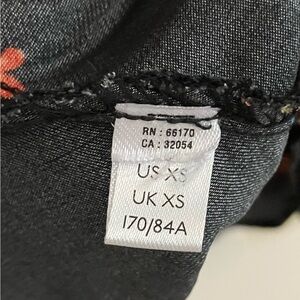 RN : 66170
CA : 32054
US XS
UK XS
170/84A